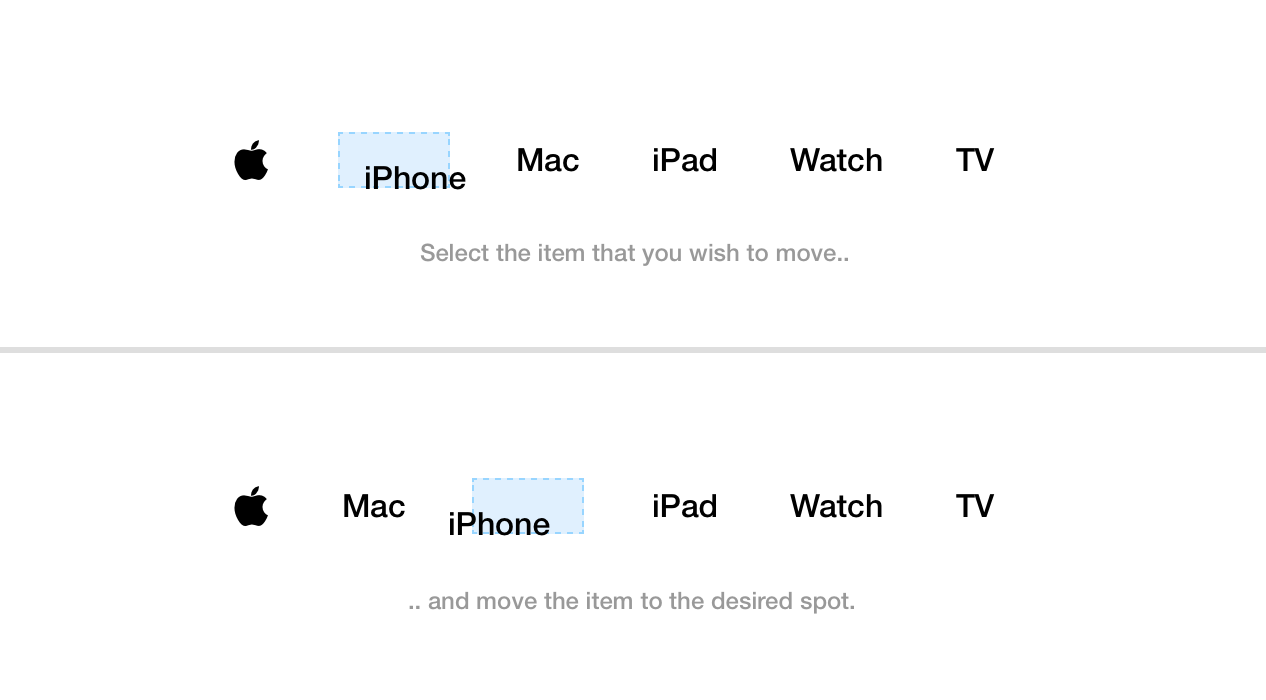 iPhone Mac iPad Watch TV
Select the item that you wish to move..
Mac iPhone iPad Watch TV
.. and move the item to the desired spot.